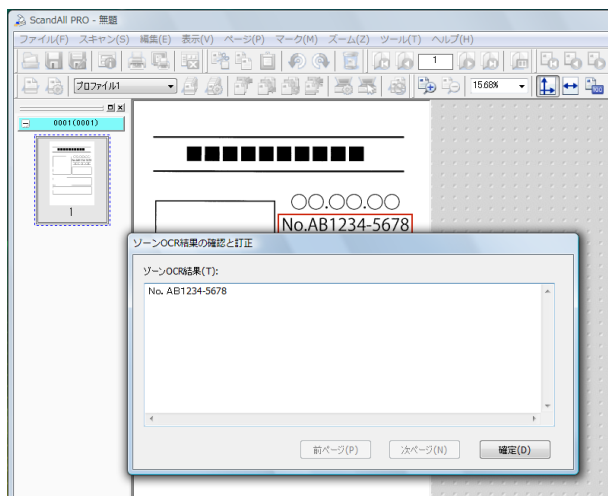 ScandAll PRO - 無題
ファイル(F) スキャン(S) 編集(E) 表示(V) ページ(P) マーク(M) ズーム(Z) ツール(T) ヘルプ(H)
1
プロファイル1
15.68%
100
0001(0001)
1
■■■■■■■■■■
○○.○○.○○
No.AB1234-5678
ゾーンOCR結果の確認と訂正
ゾーンOCR結果(T):
No. AB1234-5678
前ページ(P) 次ページ(N) 確定(D)